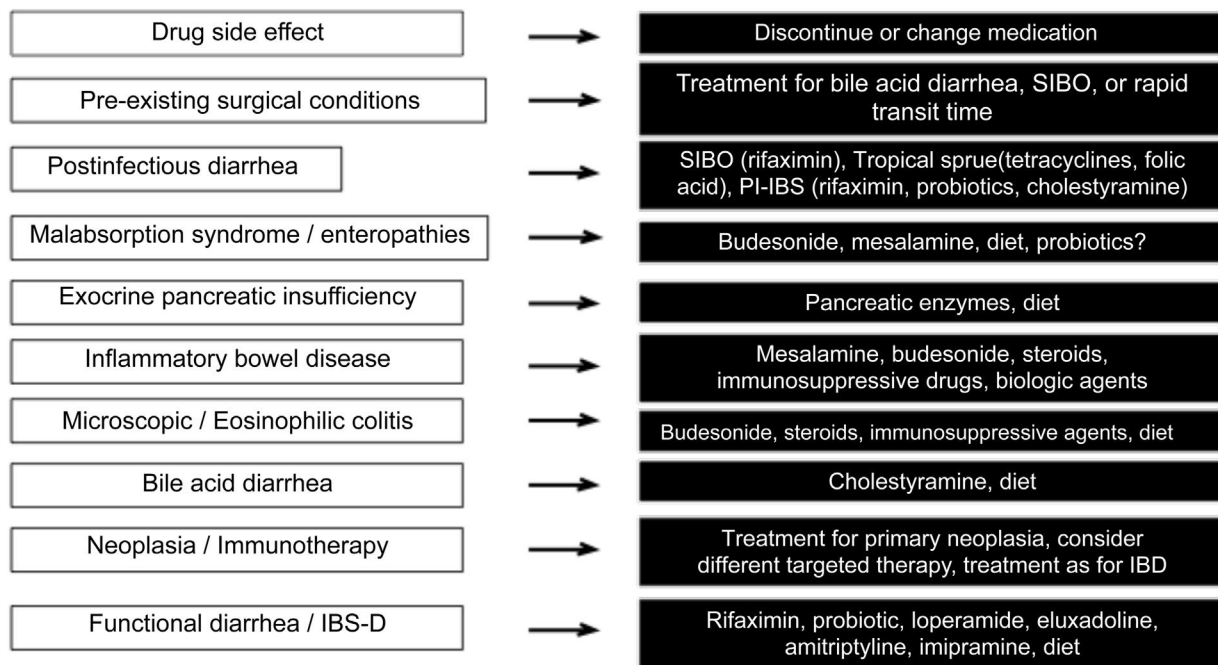 Drug side effect
Discontinue or change medication
Pre-existing surgical conditions
Treatment for bile acid diarrhea, SIBO, or rapid
transit time
Postinfectious diarrhea
SIBO (rifaximin), Tropical sprue(tetracyclines, folic
acid), PI-IBS (rifaximin, probiotics, cholestyramine)
Malabsorption syndrome / enteropathies
Budesonide, mesalamine, diet, probiotics?
Exocrine pancreatic insufficiency
Pancreatic enzymes, diet
Inflammatory bowel disease
Mesalamine, budesonide, steroids,
immunosuppressive drugs, biologic agents
Microscopic / Eosinophilic colitis
Budesonide, steroids, immunosuppressive agents, diet
Bile acid diarrhea
Cholestyramine, diet
Neoplasia / Immunotherapy
Treatment for primary neoplasia, consider
different targeted therapy, treatment as for IBD
Functional diarrhea / IBS-D
Rifaximin, probiotic, loperamide, eluxadoline,
amitriptyline, imipramine, diet